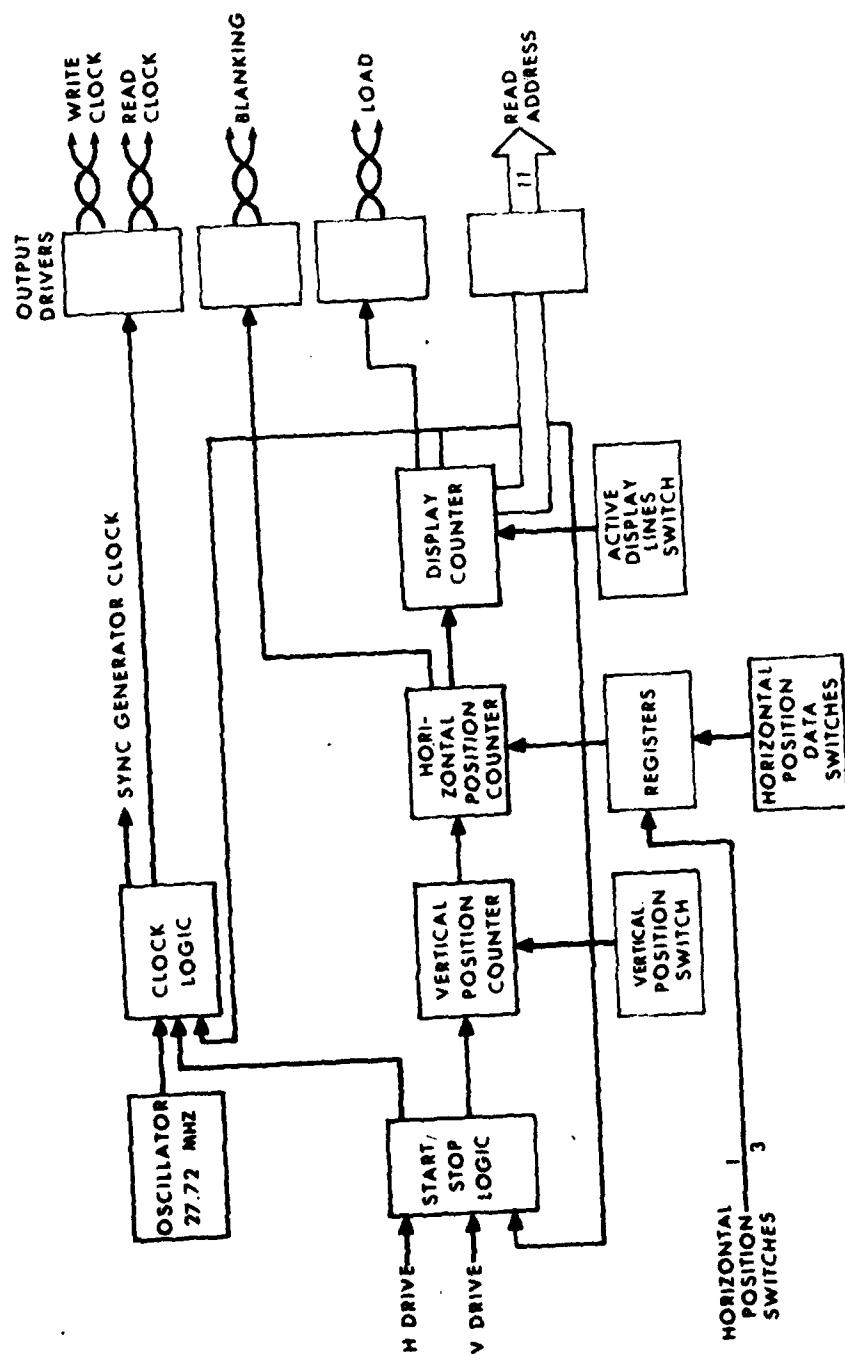 OUTPUT
DRIVERS
WRITE
CLOCK
READ
CLOCK
BLANKING
LOAD
READ
ADDRESS
11
SYNC GENERATOR CLOCK
OSCILLATOR
27.72 MHZ
CLOCK
LOGIC
H DRIVE
V DRIVE
START/
STOP
LOGIC
VERTICAL
POSITION
COUNTER
HORI-
ZONTAL
POSITION
COUNTER
DISPLAY
COUNTER
VERTICAL
POSITION
SWITCH
REGISTERS
ACTIVE
DISPLAY
LINES
SWITCH
HORIZONTAL
POSITION
SWITCHES
1
3
HORIZONTAL
POSITION
DATA
SWITCHES